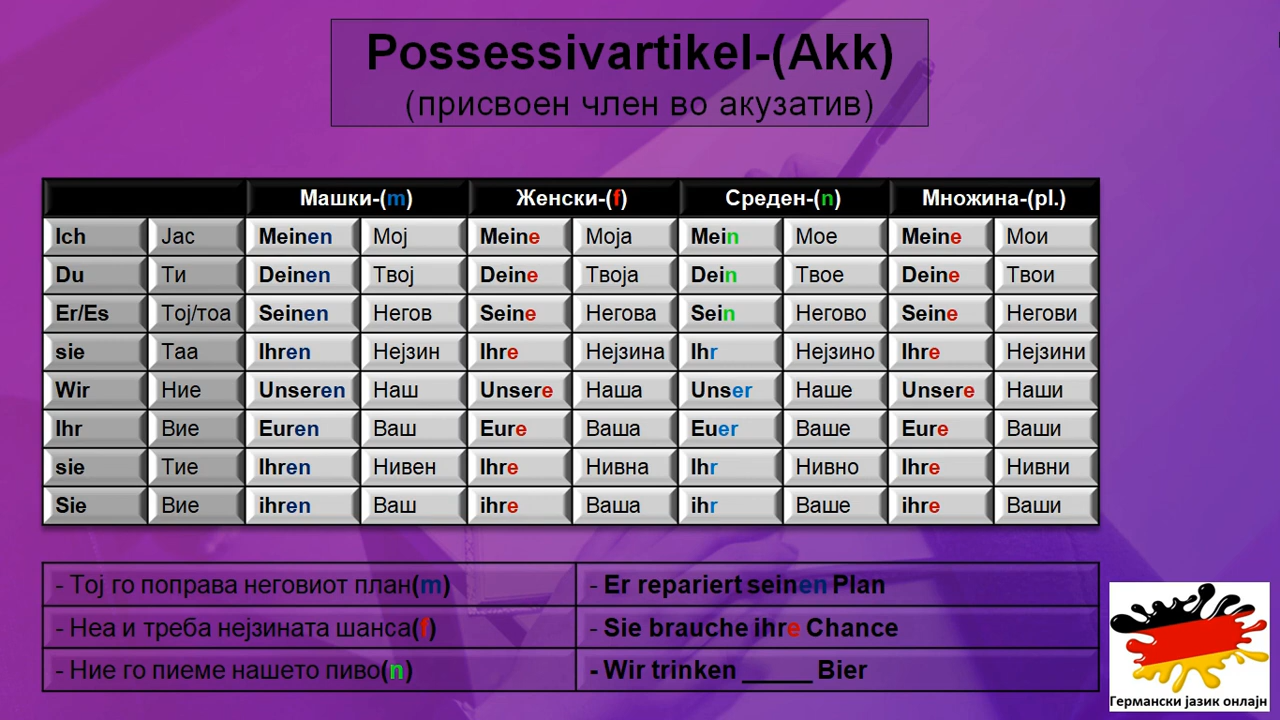 Possessivartikel-(Akk)
(присвоен член во акузатив)
Машки-(m) Женски-(f) Среден-(n) Множина-(pl.)
Ich Јас Meinen Мој Meine Моја Mein Мое Meine Мои
Du Ти Deinen Твој Deine Твоја Dein Твое Deine Твои
Er/Es Тој/тоа Seinen Негов Seine Негова Sein Негово Seine Негови
sie Таа Ihren Нејзин Ihre Нејзина Ihr Нејзино Ihre Нејзини
Wir Ние Unseren Наш Unsere Наша Unser Наше Unsere Наши
Ihr Вие Euren Ваш Eure Ваша Euer Ваше Eure Ваши
sie Тие Ihren Нивен Ihre Нивна Ihr Нивно Ihre Нивни
Sie Вие ihren Ваш ihre Ваша ihr Ваше ihre Ваши
- Тој го поправа неговиот план(m) - Er repariert seinen Plan
- Неа и треба нејзината шанса(f) - Sie brauche ihre Chance
- Ние го пиеме нашето пиво(n) - Wir trinken _____ Bier
Германски јазик онлајн